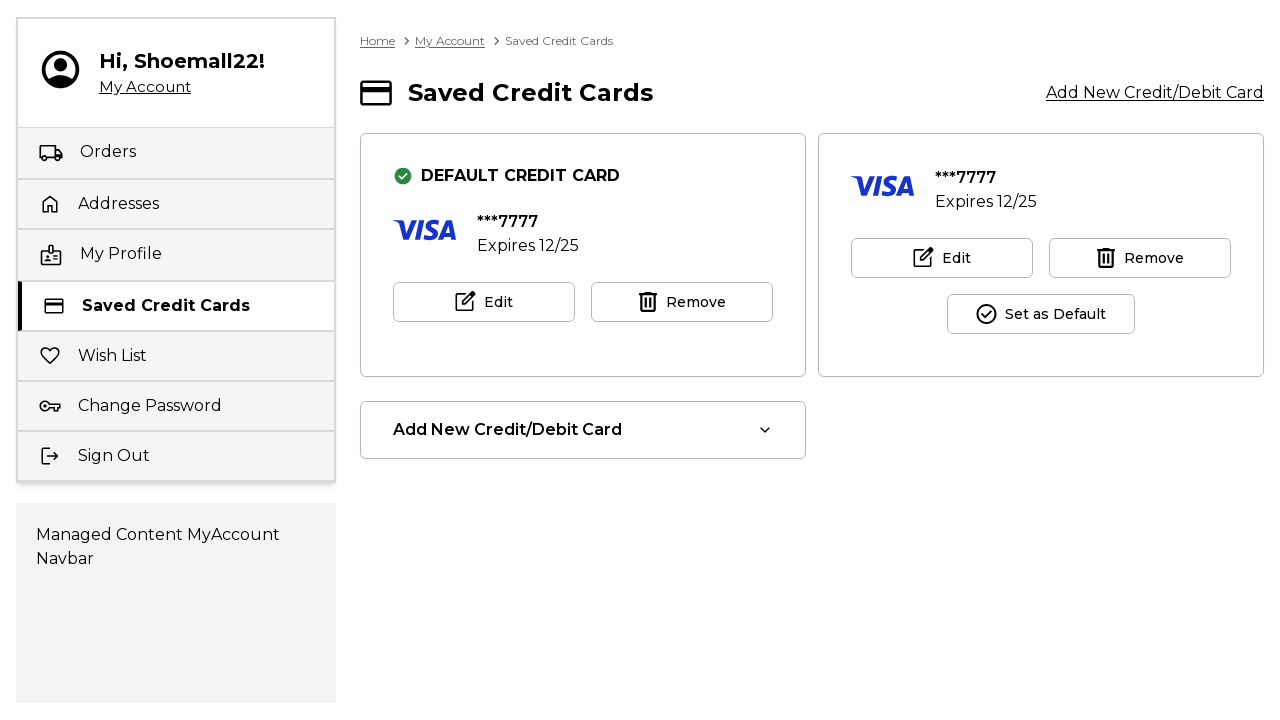 Hi, Shoemall22!
My Account
Orders
Addresses
My Profile
Saved Credit Cards
Wish List
Change Password
Sign Out
Managed Content MyAccount
Navbar
Home > My Account > Saved Credit Cards
Saved Credit Cards
Add New Credit/Debit Card
DEFAULT CREDIT CARD
VISA
***7777
Expires 12/25
Edit
Remove
VISA
***7777
Expires 12/25
Edit
Remove
Set as Default
Add New Credit/Debit Card